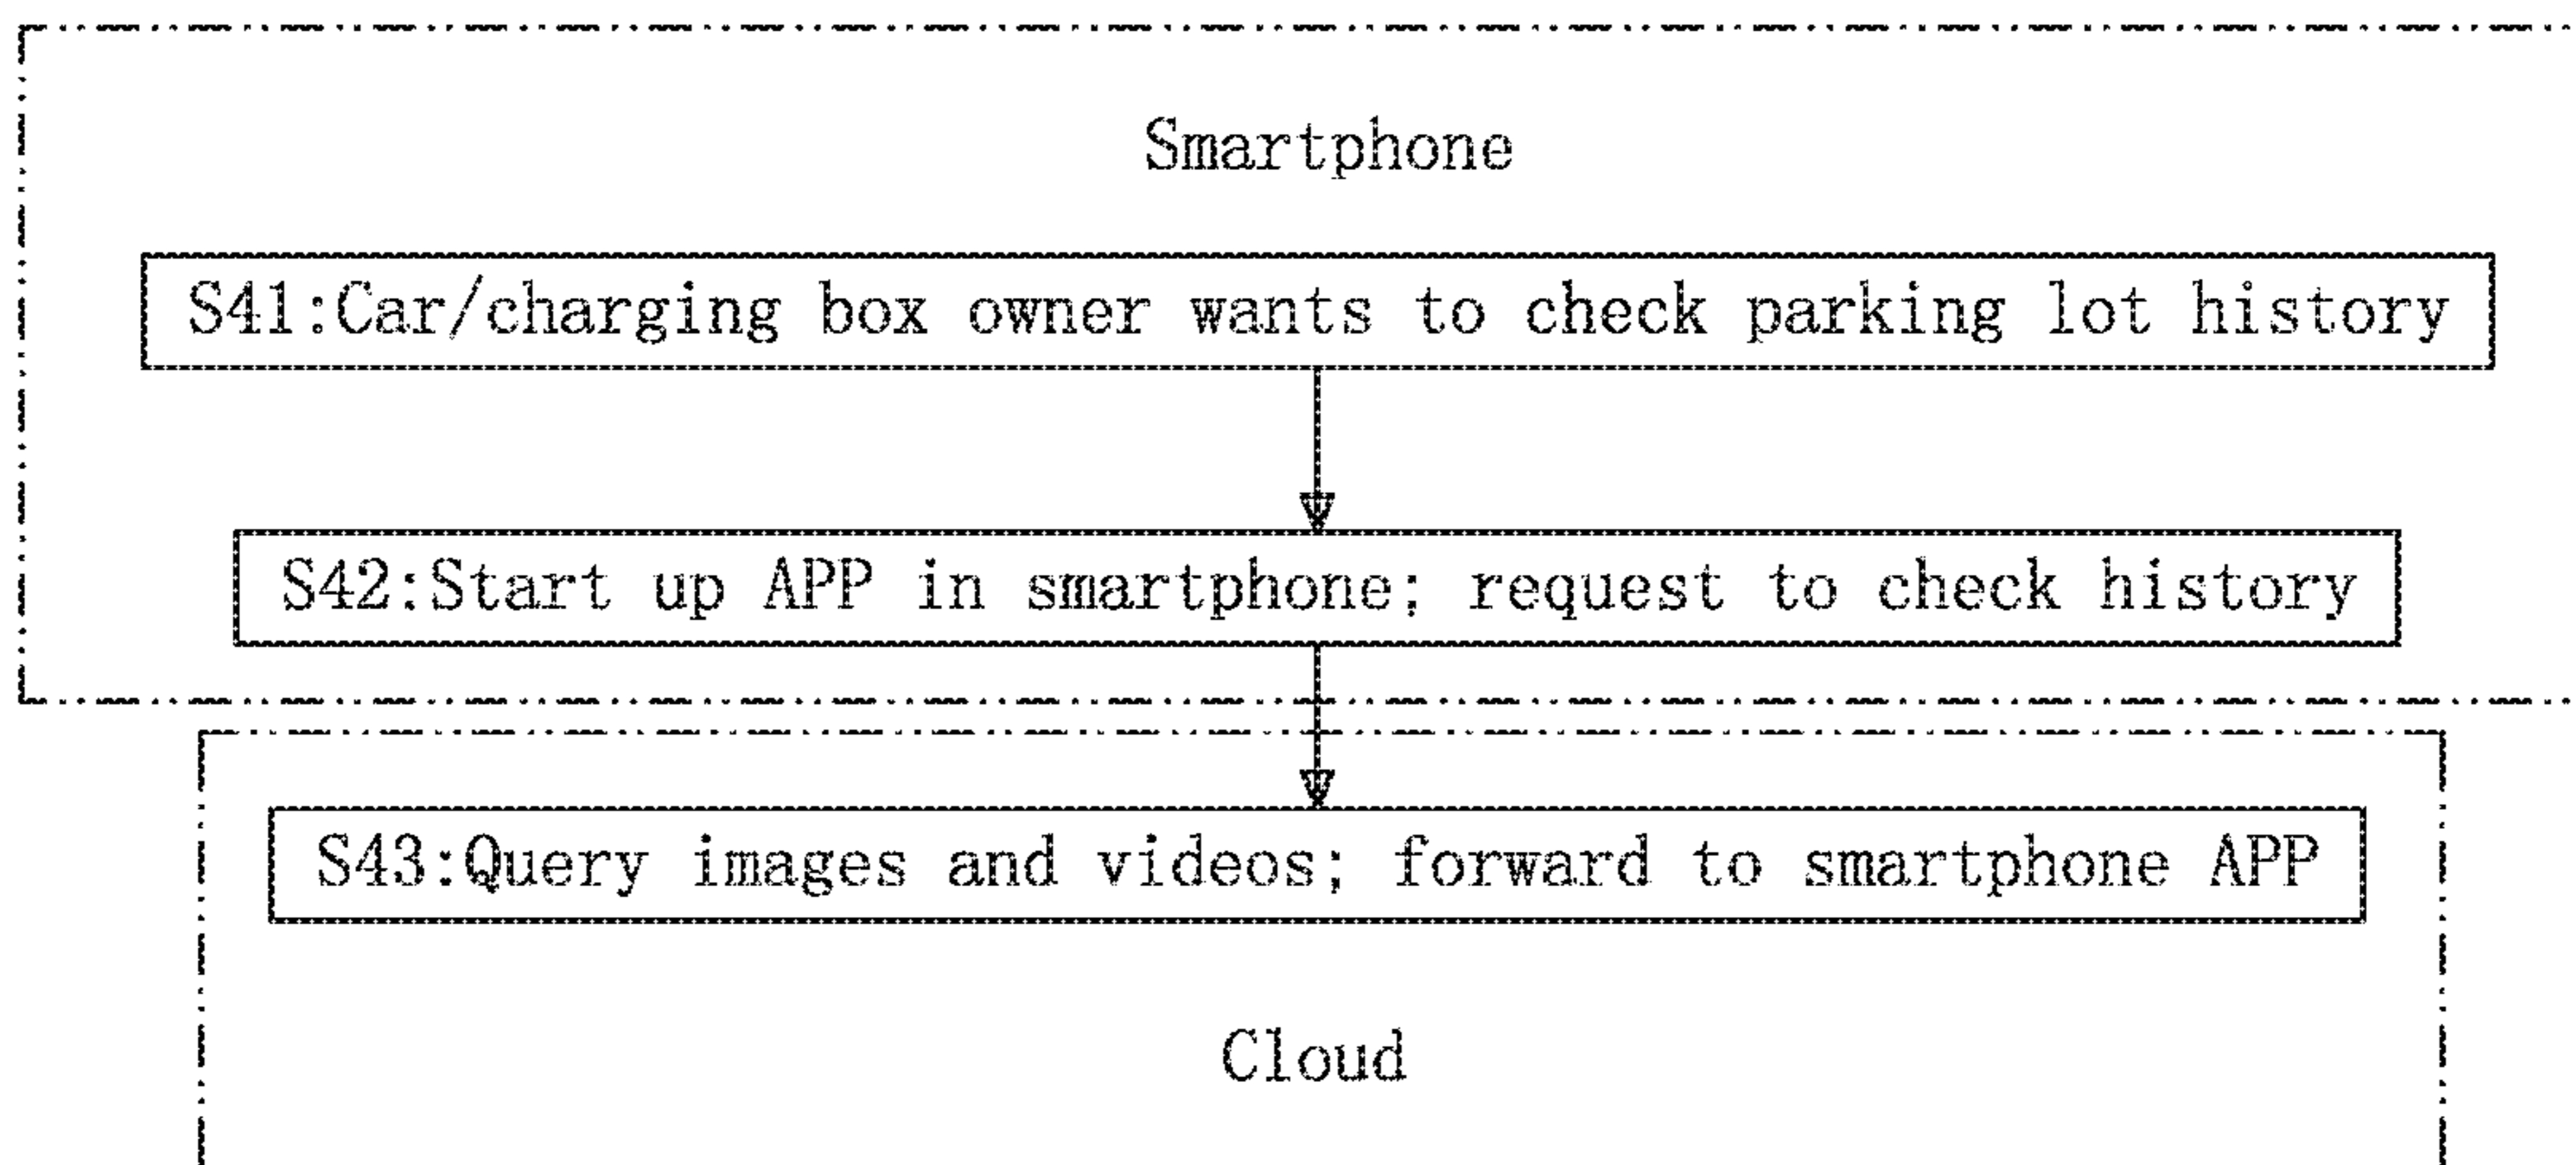 Smartphone
S41:Car/charging box owner wants to check parking lot history
S42:Start up APP in smartphone; request to check history
S43:Query images and videos; forward to smartphone APP
Cloud